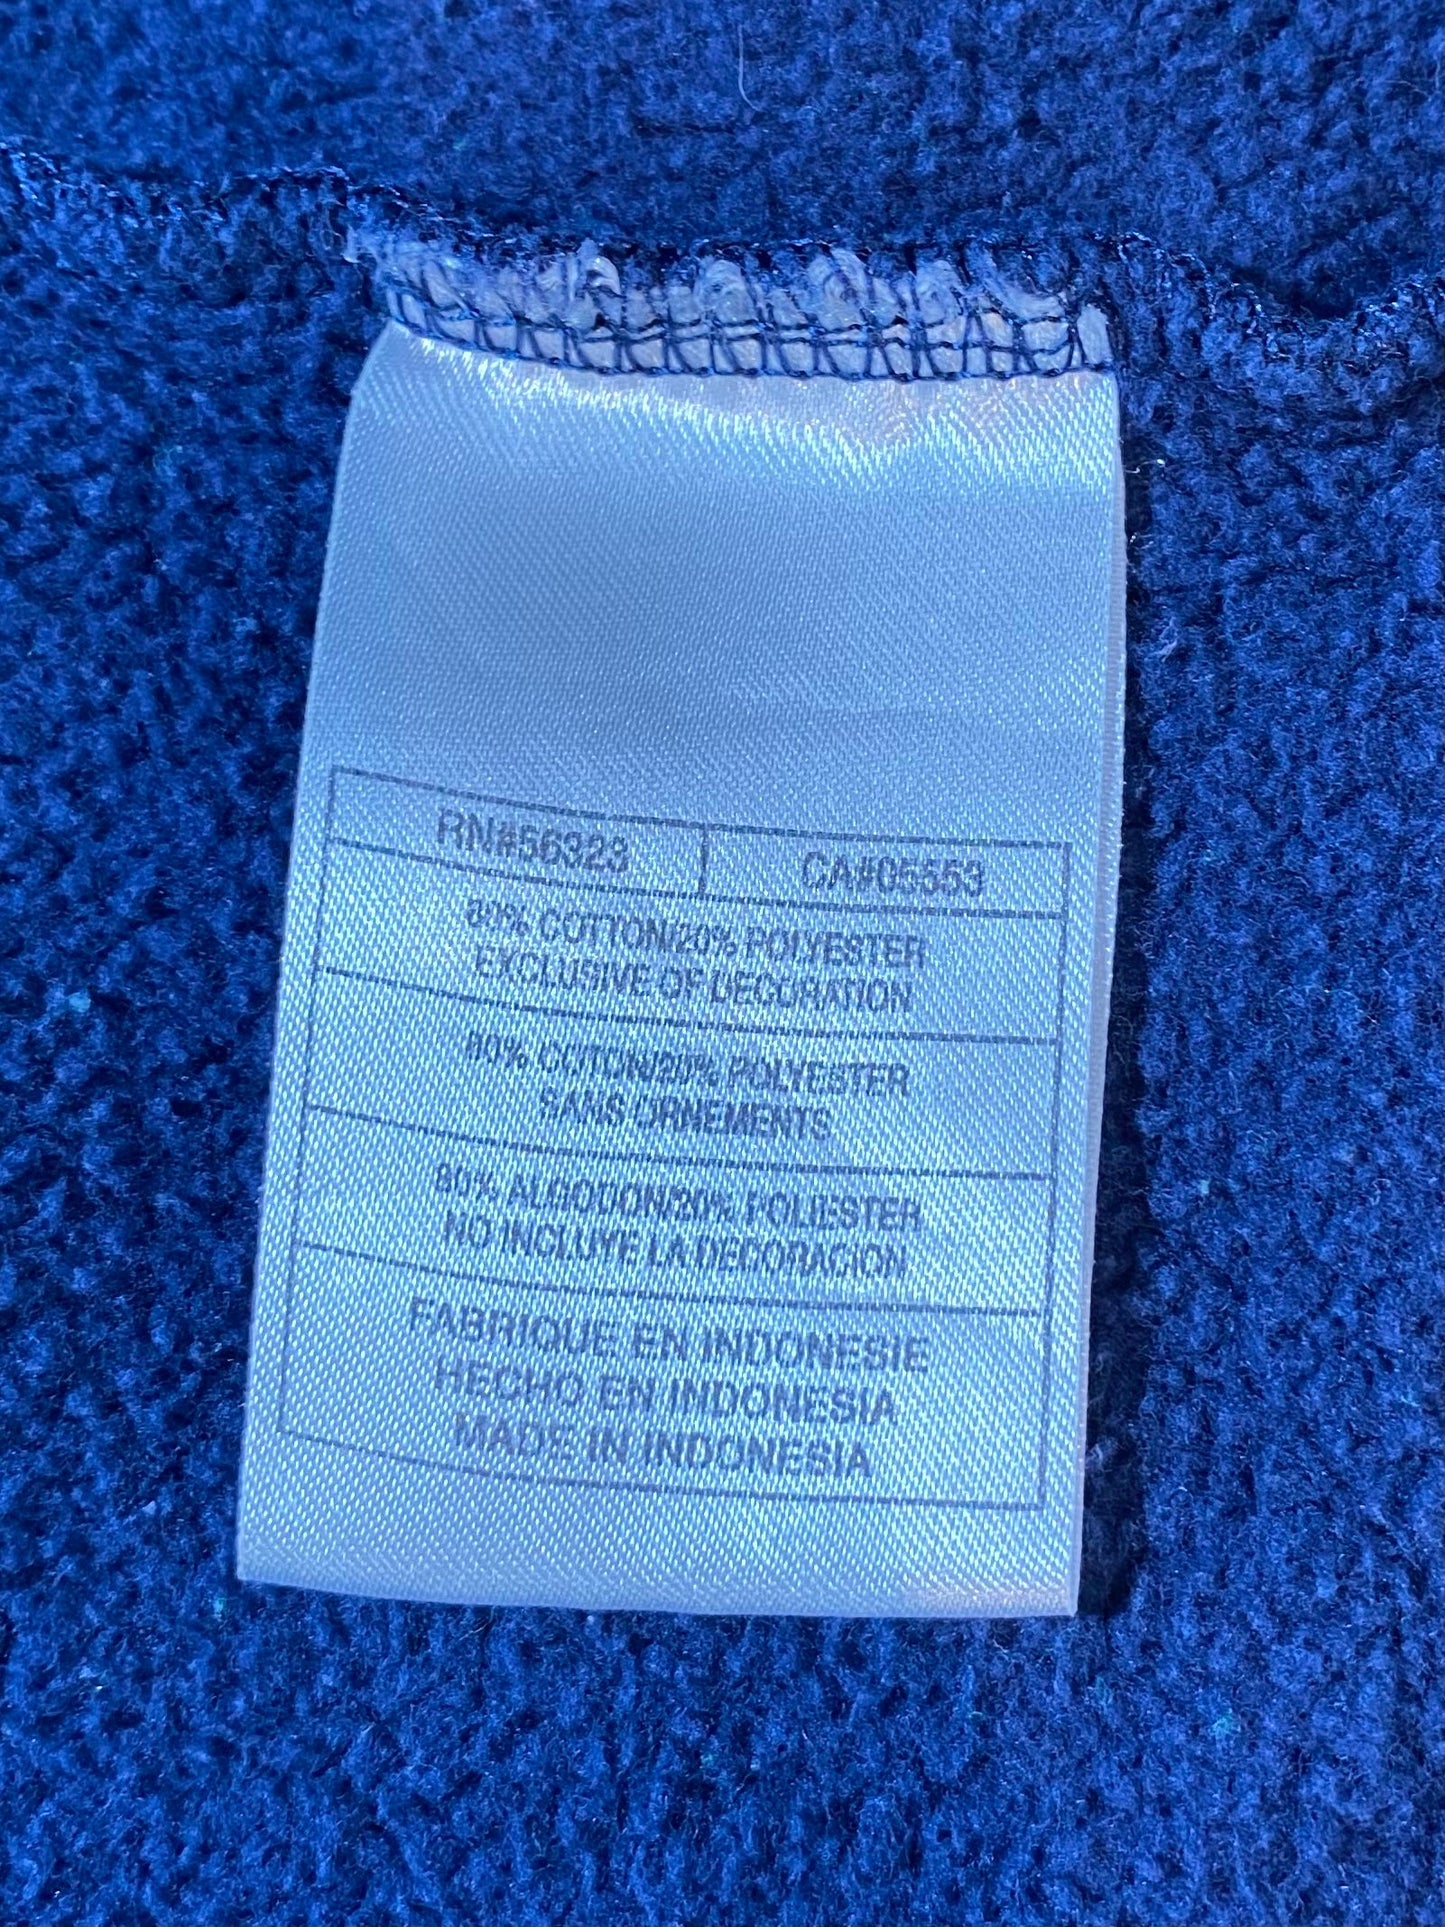 RN#56323 CA#05553
80% COTTON/20% POLYESTER
EXCLUSIVE OF DECORATION
80% COTON/20% POLYESTER
SANS ORNEMENTS
80% ALGODON/20% POLIESTER
NO INCLUYE LA DECORACION
FABRIQUE EN INDONESIE
HECHO EN INDONESIA
MADE IN INDONESIA